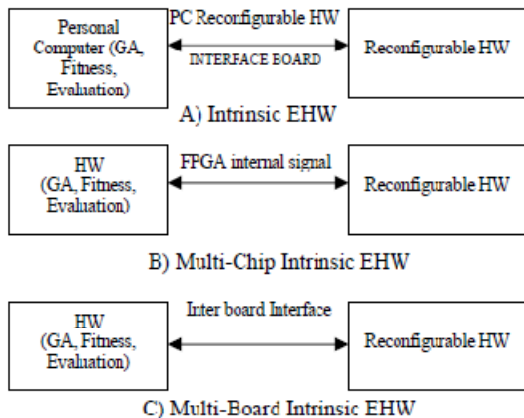 Personal
Computer (GA,
Fitness,
Evaluation)
PC Reconfigurable HW
INTERFACE BOARD
Reconfigurable HW
A) Intrinsic EHW
HW
(GA, Fitness,
Evaluation)
FPGA internal signal
Reconfigurable HW
B) Multi-Chip Intrinsic EHW
HW
(GA, Fitness,
Evaluation)
Inter board Interface
Reconfigurable HW
C) Multi-Board Intrinsic EHW